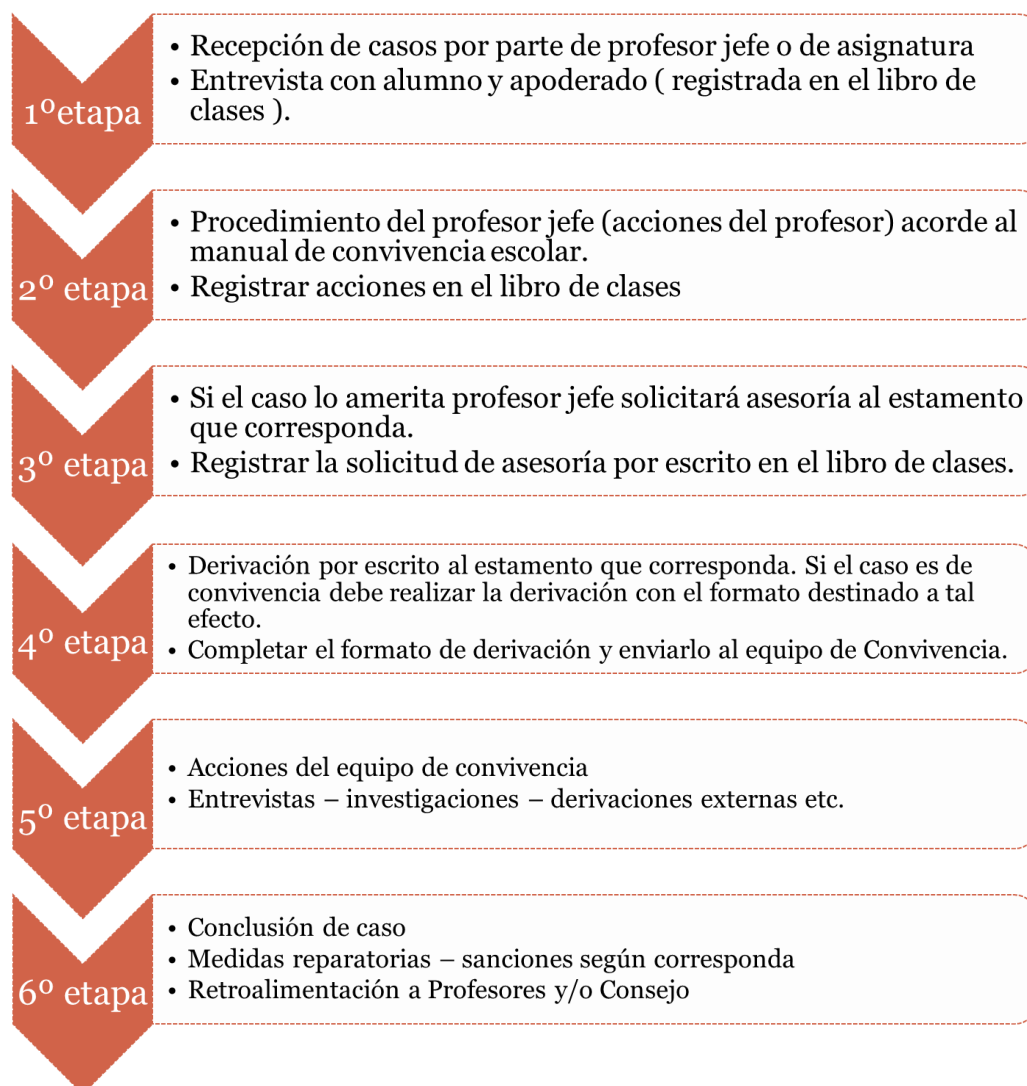 1ºetapa
• Recepción de casos por parte de profesor jefe o de asignatura
• Entrevista con alumno y apoderado ( registrada en el libro de
clases ).
2º etapa
• Procedimiento del profesor jefe (acciones del profesor) acorde al
manual de convivencia escolar.
• Registrar acciones en el libro de clases
3º etapa
• Si el caso lo amerita profesor jefe solicitará asesoría al estamento
que corresponda.
• Registrar la solicitud de asesoría por escrito en el libro de clases.
4º etapa
• Derivación por escrito al estamento que corresponda. Si el caso es de
convivencia debe realizar la derivación con el formato destinado a tal
efecto.
• Completar el formato de derivación y enviarlo al equipo de Convivencia.
5º etapa
• Acciones del equipo de convivencia
• Entrevistas – investigaciones – derivaciones externas etc.
6º etapa
• Conclusión de caso
• Medidas reparatorias – sanciones según corresponda
• Retroalimentación a Profesores y/o Consejo